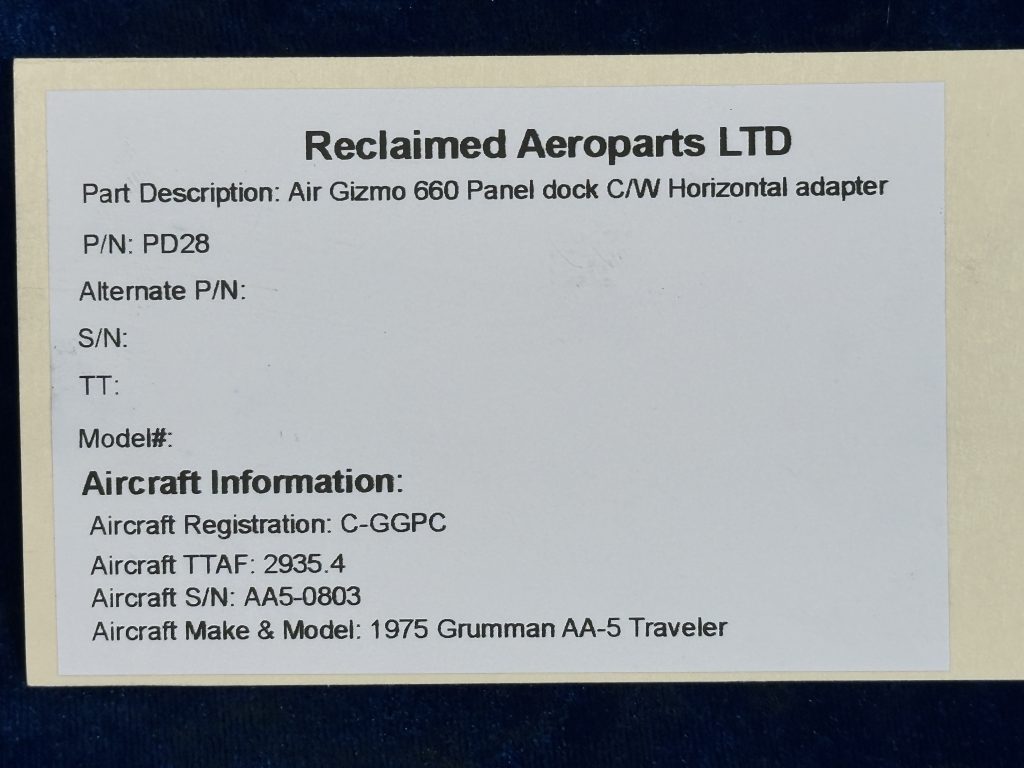 Reclaimed Aeroparts LTD
Part Description: Air Gizmo 660 Panel dock C/W Horizontal adapter
P/N: PD28
Alternate P/N:
S/N:
TT:
Model#:
Aircraft Information:
Aircraft Registration: C-GGPC
Aircraft TTAF: 2935.4
Aircraft S/N: AA5-0803
Aircraft Make & Model: 1975 Grumman AA-5 Traveler